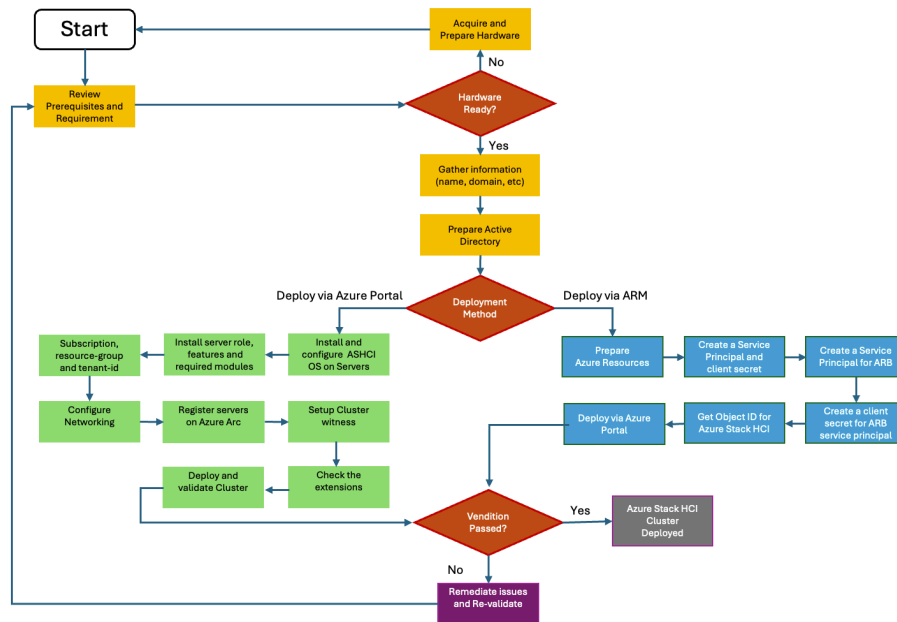 Start
Acquire and
Prepare Hardware
No
Review
Prerequisites and
Requirement
Hardware
Ready?
Yes
Gather information
(name, domain, etc)
Prepare Active
Directory
Deploy via Azure Portal
Deployment
Method
Deploy via ARM
Subscription,
resource-group
and tenant-id
Install server role,
features and
required modules
Install and
configure ASHCI
OS on Servers
Prepare
Azure Resources
Create a Service
Principal and
client secret
Create a Service
Principal for ARB
Configure
Networking
Register servers
on Azure Arc
Setup Cluster
witness
Deploy via Azure
Portal
Get Object ID for
Azure Stack HCI
Create a client
secret for ARB
service principal
Deploy and
validate Cluster
Check the
extensions
Vendition
Passed?
Yes
Azure Stack HCI
Cluster
Deployed
No
Remediate issues
and Re-validate